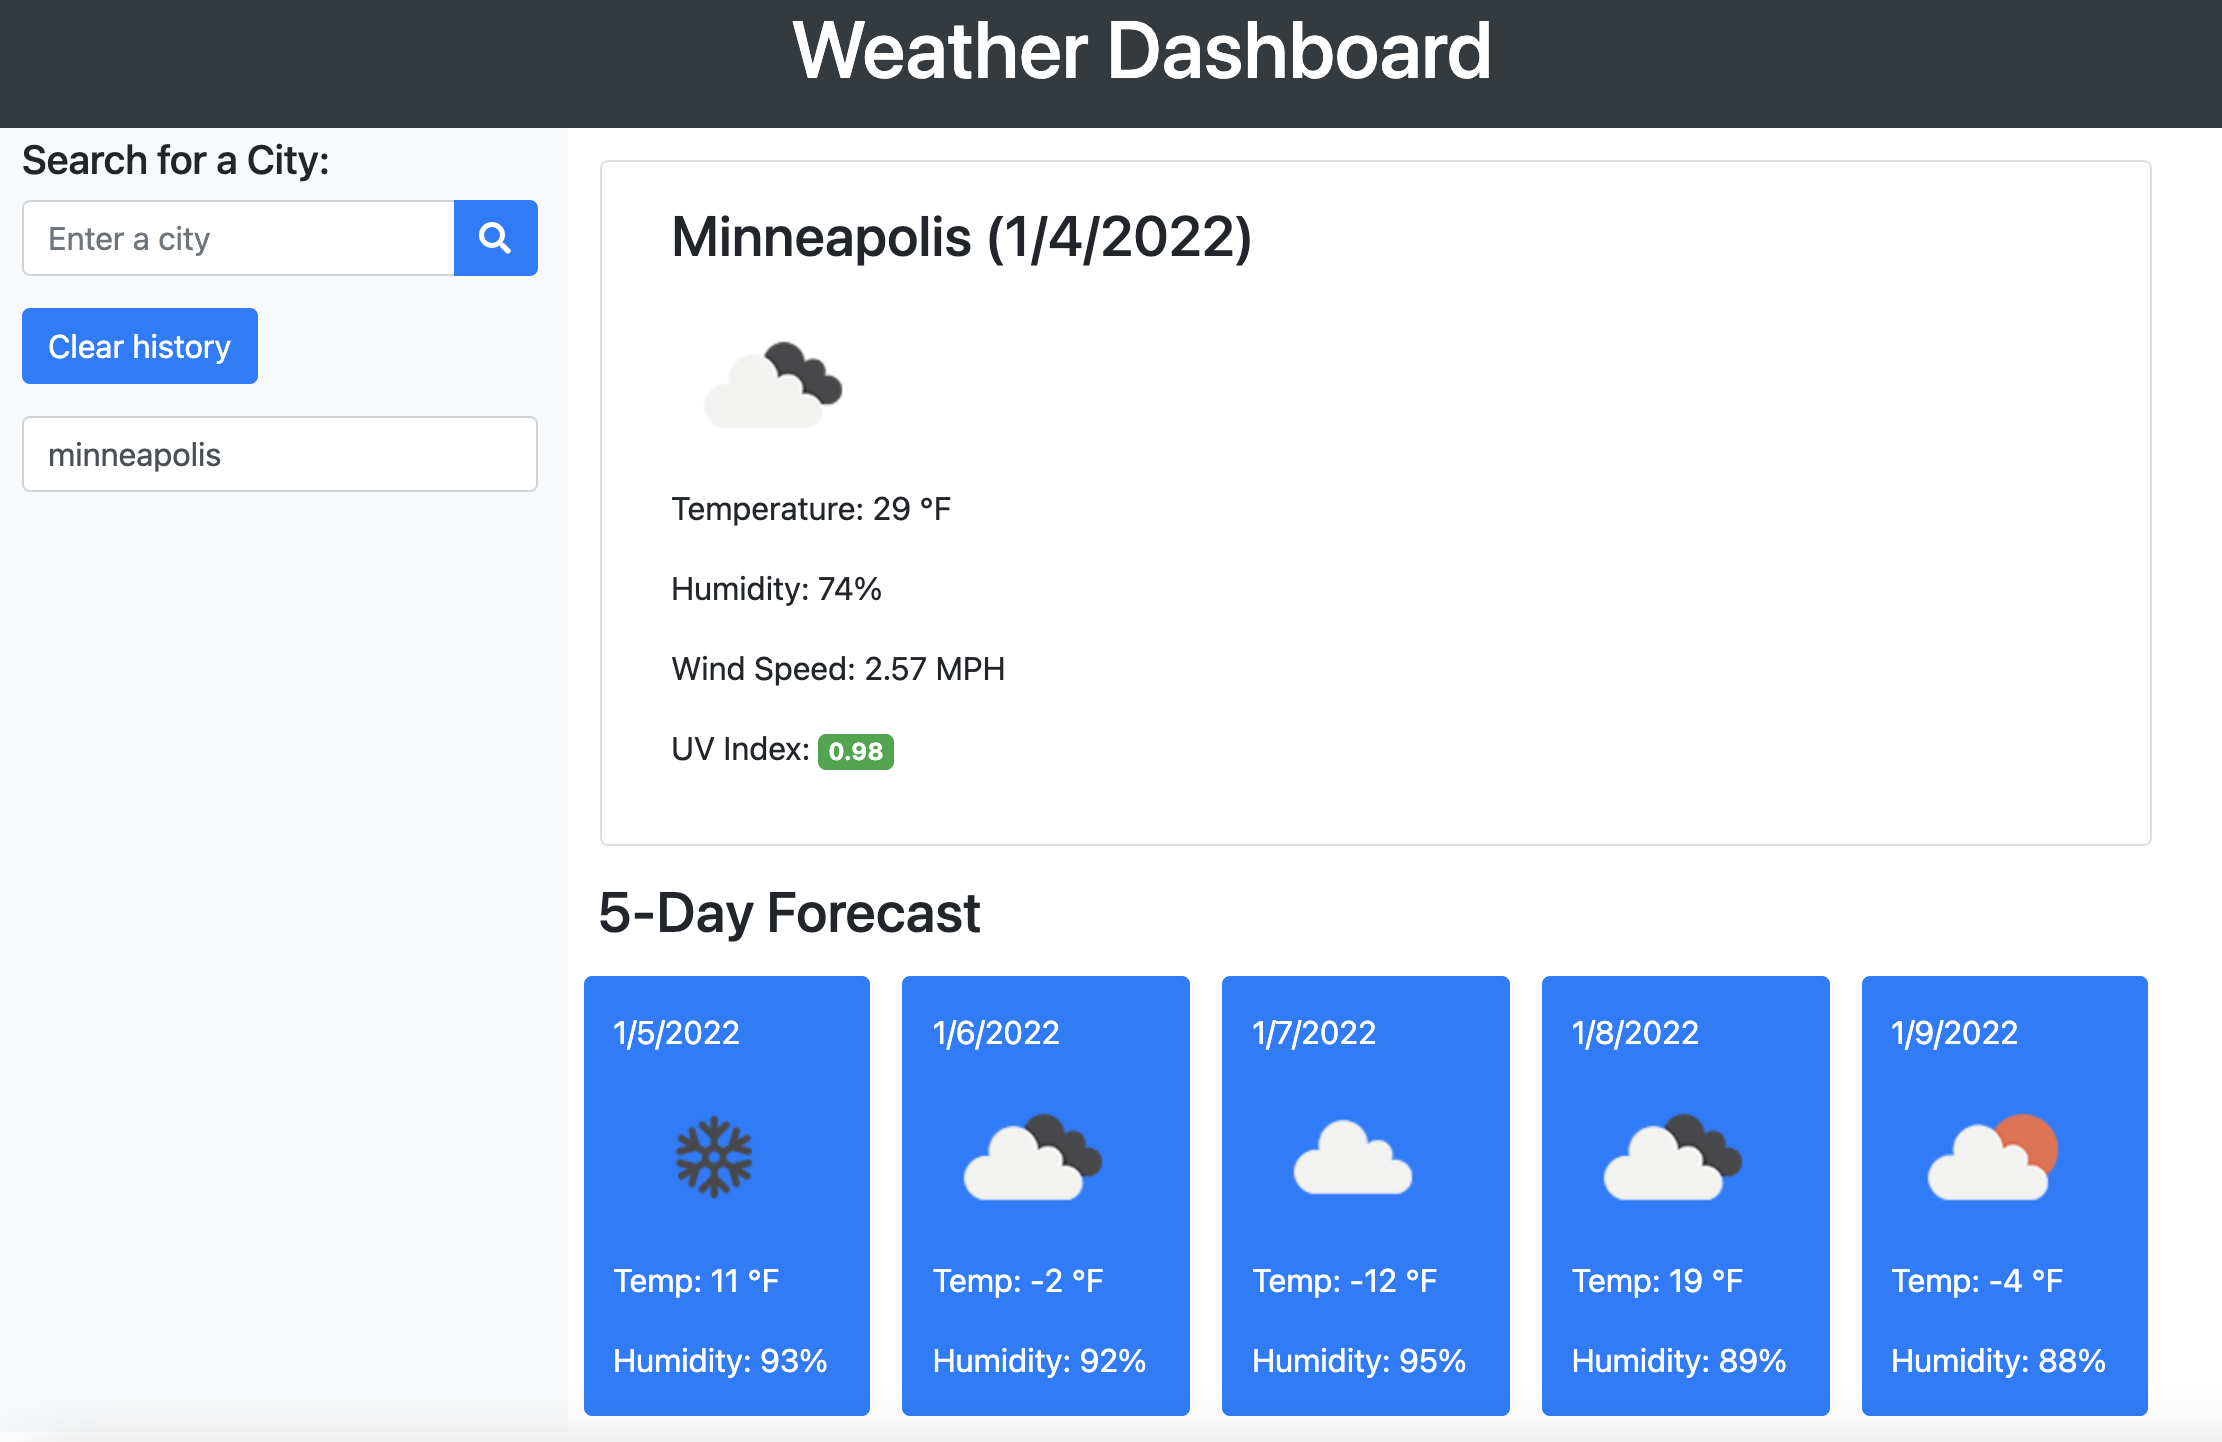 Weather Dashboard
Search for a City:
Enter a city
Clear history
minneapolis
Minneapolis (1/4/2022)
Temperature: 29 °F
Humidity: 74%
Wind Speed: 2.57 MPH
UV Index: 0.98
5-Day Forecast
1/5/2022
Temp: 11 °F
Humidity: 93%
1/6/2022
Temp: -2 °F
Humidity: 92%
1/7/2022
Temp: -12 °F
Humidity: 95%
1/8/2022
Temp: 19 °F
Humidity: 89%
1/9/2022
Temp: -4 °F
Humidity: 88%